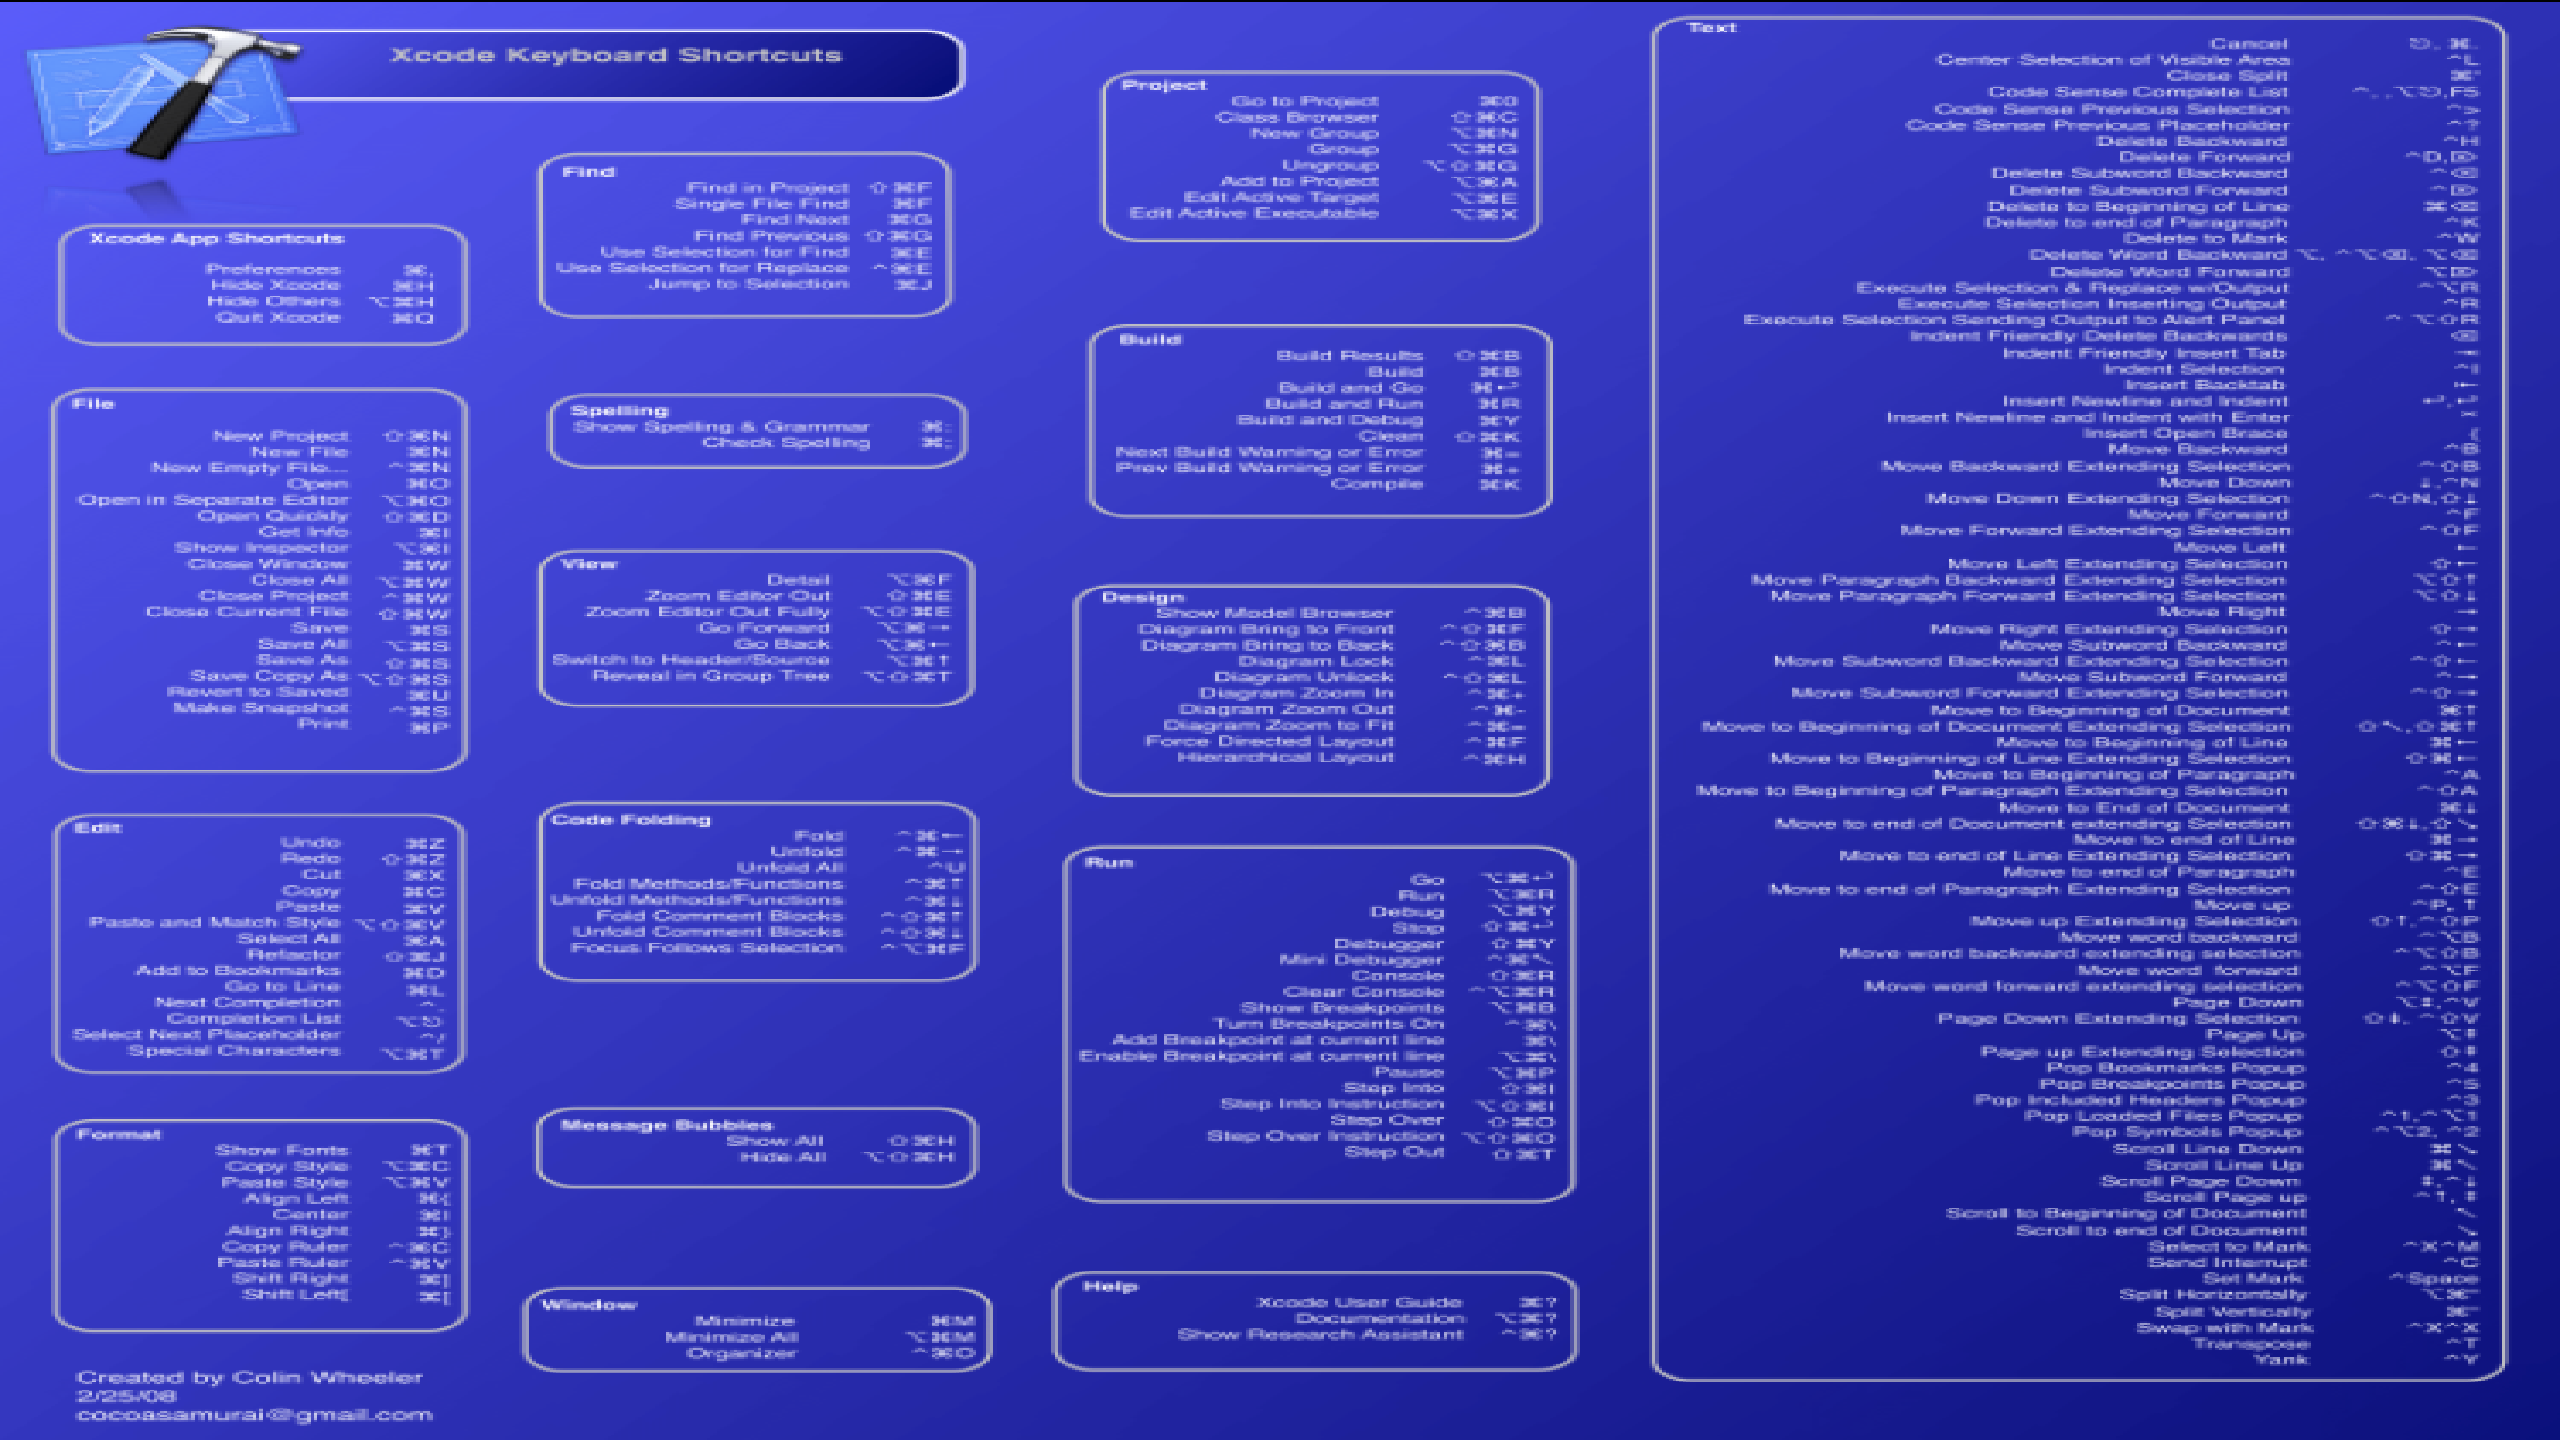 Xcode Keyboard Shortcuts
Xcode App Shortcuts
Preferences ⌘,
Hide Xcode ⌘H
Hide Others ⌥⌘H
Quit Xcode ⌘Q
File
New Project ⇧⌘N
New File ⌘N
New Empty File... ^⌘N
Open ⌘O
Open in Separate Editor ⌥⌘O
Open Quickly ⇧⌘D
Get Info ⌘I
Show Inspector ⌥⌘I
Close Window ⌘W
Close All ⌥⌘W
Close Project ^⌘W
Close Current File ⇧⌘W
Save ⌘S
Save All ⌥⌘S
Save As ⇧⌘S
Save Copy As ⌥⇧⌘S
Revert to Saved ⌘U
Make Snapshot ^⌘S
Print ⌘P
Edit
Undo ⌘Z
Redo ⇧⌘Z
Cut ⌘X
Copy ⌘C
Paste ⌘V
Paste and Match Style ⌥⇧⌘V
Select All ⌘A
Refactor ⇧⌘J
Add to Bookmarks ⌘D
Go to Line ⌘L
Next Completion
Completion List
Select Next Placeholder ^/
Special Characters ⌥⌘T
Format
Show Fonts ⌘T
Copy Style ⌥⌘C
Paste Style ⌥⌘V
Align Left ⌘{
Center ⌘|
Align Right ⌘}
Copy Ruler ^⌘C
Paste Ruler ^⌘V
Shift Right ⌘]
Shift Left[ ⌘[
Created by Colin Wheeler
2/25/08
cocoasamurai@gmail.com
Find
Find in Project ⇧⌘F
Single File Find ⌘F
Find Next ⌘G
Find Previous ⇧⌘G
Use Selection for Find ⌘E
Use Selection for Replace ^⌘E
Jump to Selection ⌘J
Spelling
Show Spelling & Grammar ⌘:
Check Spelling ⌘;
View
Detail ⌥⌘F
Zoom Editor Out ⇧⌘E
Zoom Editor Out Fully ⌥⇧⌘E
Go Forward ⌥⌘→
Go Back ⌥⌘←
Switch to Header/Source ⌥⌘↑
Reveal in Group Tree ⌥⇧⌘T
Code Folding
Fold ^⌘←
Unfold ^⌘→
Unfold All ^U
Fold Methods/Functions ^⌘↑
Unfold Methods/Functions ^⌘↓
Fold Comment Blocks ^⇧⌘↑
Unfold Comment Blocks ^⇧⌘↓
Focus Follows Selection ^⌥⌘F
Message Bubbles
Show All ⇧⌘H
Hide All ⌥⇧⌘H
Window
Minimize ⌘M
Minimize All ⌥⌘M
Organizer ^⌘O
Project
Go to Project ⌘0
Class Browser ⇧⌘C
New Group ⌥⌘N
Group ⌥⌘G
Ungroup ⌥⇧⌘G
Add to Project ⌥⌘A
Edit Active Target ⌥⌘E
Edit Active Executable ⌥⌘X
Build
Build Results ⇧⌘B
Build ⌘B
Build and Go ⌘↩
Build and Run ⌘R
Build and Debug ⌘Y
Clean ⇧⌘K
Next Build Warning or Error ⌘=
Prev Build Warning or Error ⌘+
Compile ⌘K
Design
Show Model Browser ^⌘B
Diagram Bring to Front ^⇧⌘F
Diagram Bring to Back ^⇧⌘B
Diagram Lock ^⌘L
Diagram Unlock ^⇧⌘L
Diagram Zoom In ^⌘+
Diagram Zoom Out ^⌘-
Diagram Zoom to Fit ^⌘=
Force Directed Layout ^⌘F
Hierarchical Layout ^⌘H
Run
Go ⌥⌘↩
Run ⌥⌘R
Debug ⌥⌘Y
Stop ⇧⌘↩
Debugger ⇧⌘Y
Mini Debugger ^⌘↖
Console ⇧⌘R
Clear Console ^⌥⌘R
Show Breakpoints ⌥⌘B
Turn Breakpoints On ^⌘\
Add Breakpoint at current line ⌘\
Enable Breakpoint at current line ⌥⌘\
Pause ⌥⌘P
Step Into ⇧⌘I
Step Into Instruction ⌥⇧⌘I
Step Over ⇧⌘O
Step Over Instruction ⌥⇧⌘O
Step Out ⇧⌘T
Help
Xcode User Guide ⌘?
Documentation ⌥⌘?
Show Research Assistant ^⌘?
Text
Cancel ⎋, ⌘.
Center Selection of Visible Area ^L
Close Split
Code Sense Complete List
Code Sense Previous Selection ^>
Code Sense Previous Placeholder ^?
Delete Backward ^H
Delete Forward ^D,⌦
Delete Subword Backward ^⌫
Delete Subword Forward ^⌦
Delete to Beginning of Line ⌘⌫
Delete to end of Paragraph ^K
Delete to Mark ^W
Delete Word Backward ⌥, ^⌥⌫, ⌥⌫
Delete Word Forward ⌥⌦
Execute Selection & Replace w/Output ^⌥R
Execute Selection Inserting Output ^R
Execute Selection Sending Output to Alert Panel ^⌥⇧R
Indent Friendly Delete Backwards ⌫
Indent Friendly Insert Tab
Indent Selection ^I
Insert Backtab
Insert Newline and Indent
Insert Newline and Indent with Enter
Insert Open Brace {
Move Backward ^B
Move Backward Extending Selection ^⇧B
Move Down ↓,^N
Move Down Extending Selection ^⇧N,⇧↓
Move Forward ^F
Move Forward Extending Selection ^⇧F
Move Left ←
Move Left Extending Selection ⇧←
Move Paragraph Backward Extending Selection ⌥⇧↑
Move Paragraph Forward Extending Selection ⌥⇧↓
Move Right →
Move Right Extending Selection ⇧→
Move Subword Backward ^←
Move Subword Backward Extending Selection ^⇧←
Move Subword Forward ^→
Move Subword Forward Extending Selection ^⇧→
Move to Beginning of Document ⌘↑
Move to Beginning of Document Extending Selection ⇧↖,⇧⌘↑
Move to Beginning of Line ⌘←
Move to Beginning of Line Extending Selection ⇧⌘←
Move to Beginning of Paragraph ^A
Move to Beginning of Paragraph Extending Selection ^⇧A
Move to End of Document ⌘↓
Move to end of Document extending Selection ⇧⌘↓,⇧↘
Move to end of Line ⌘→
Move to end of Line Extending Selection ⇧⌘→
Move to end of Paragraph ^E
Move to end of Paragraph Extending Selection ^⇧E
Move up ^P, ↑
Move up Extending Selection ⇧↑,^⇧P
Move word backward ^⌥B
Move word backward extending selection ^⌥⇧B
Move word forward ^⌥F
Move word forward extending selection ^⌥⇧F
Page Down ⌥⇟,^V
Page Down Extending Selection ⇧⇟, ^⇧V
Page Up ⌥⇞
Page up Extending Selection ⇧⇞
Pop Bookmarks Popup ^4
Pop Breakpoints Popup ^5
Pop Included Headers Popup ^3
Pop Loaded Files Popup ^1,^⌥1
Pop Symbols Popup ^⌥2, ^2
Scroll Line Down ⌘↘
Scroll Line Up ⌘↖
Scroll Page Down ⇟,^↓
Scroll Page up ^↑, ⇞
Scroll to Beginning of Document ↖
Scroll to end of Document ↘
Select to Mark ^X^M
Send Interrupt ^C
Set Mark ^Space
Split Horizontally ⌥⌘"
Split Vertically ⌘"
Swap with Mark ^X^X
Transpose ^T
Yank ^Y